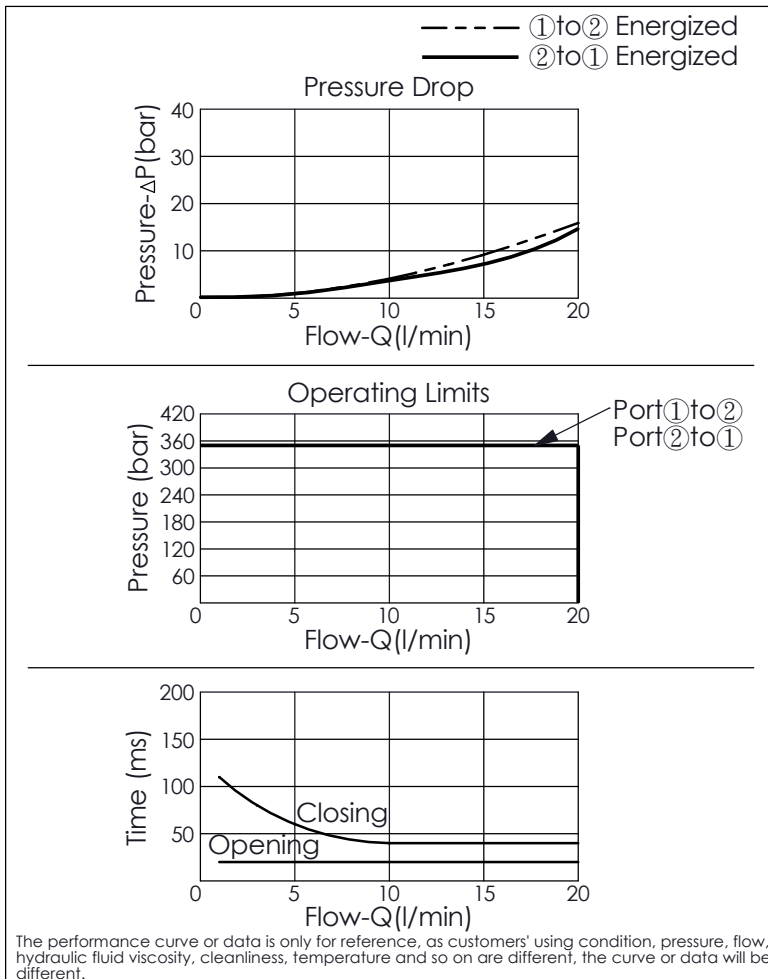 ①to② Energized
②to① Energized
Pressure Drop
Pressure-ΔP(bar)
40
30
20
10
0
5
10
15
20
Flow-Q(l/min)
Operating Limits
Pressure (bar)
420
360
300
240
180
120
60
0
5
10
15
20
Flow-Q(l/min)
Port①to②
Port②to①
Time (ms)
200
150
100
50
Closing
Opening
0
5
10
15
20
Flow-Q(l/min)
The performance curve or data is only for reference, as customers' using condition, pressure, flow,
hydraulic fluid viscosity, cleanliness, temperature and so on are different, the curve or data will be
different.